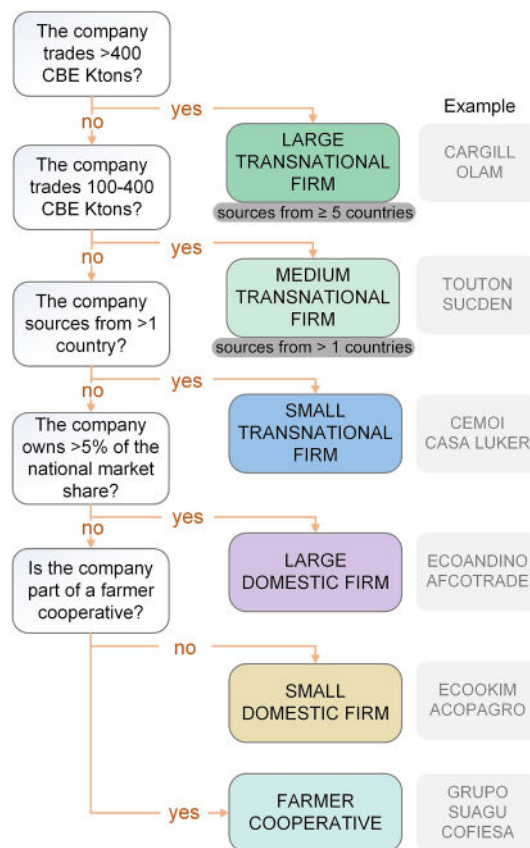 The company
trades >400
CBE Ktons?
no
yes
Example
LARGE
TRANSNATIONAL
FIRM
sources from ≥ 5 countries
CARGILL
OLAM
The company
trades 100-400
CBE Ktons?
no
yes
MEDIUM
TRANSNATIONAL
FIRM
sources from > 1 countries
TOUTON
SUCDEN
The company
sources from >1
country?
no
yes
SMALL
TRANSNATIONAL
FIRM
CEMOI
CASA LUKER
The company
owns >5% of the
national market
share?
no
yes
LARGE
DOMESTIC FIRM
ECOANDINO
AFCOTRADE
Is the company
part of a farmer
cooperative?
no
SMALL
DOMESTIC FIRM
ECOOKIM
ACOPAGRO
yes
FARMER
COOPERATIVE
GRUPO
SUAGU
COFIESA